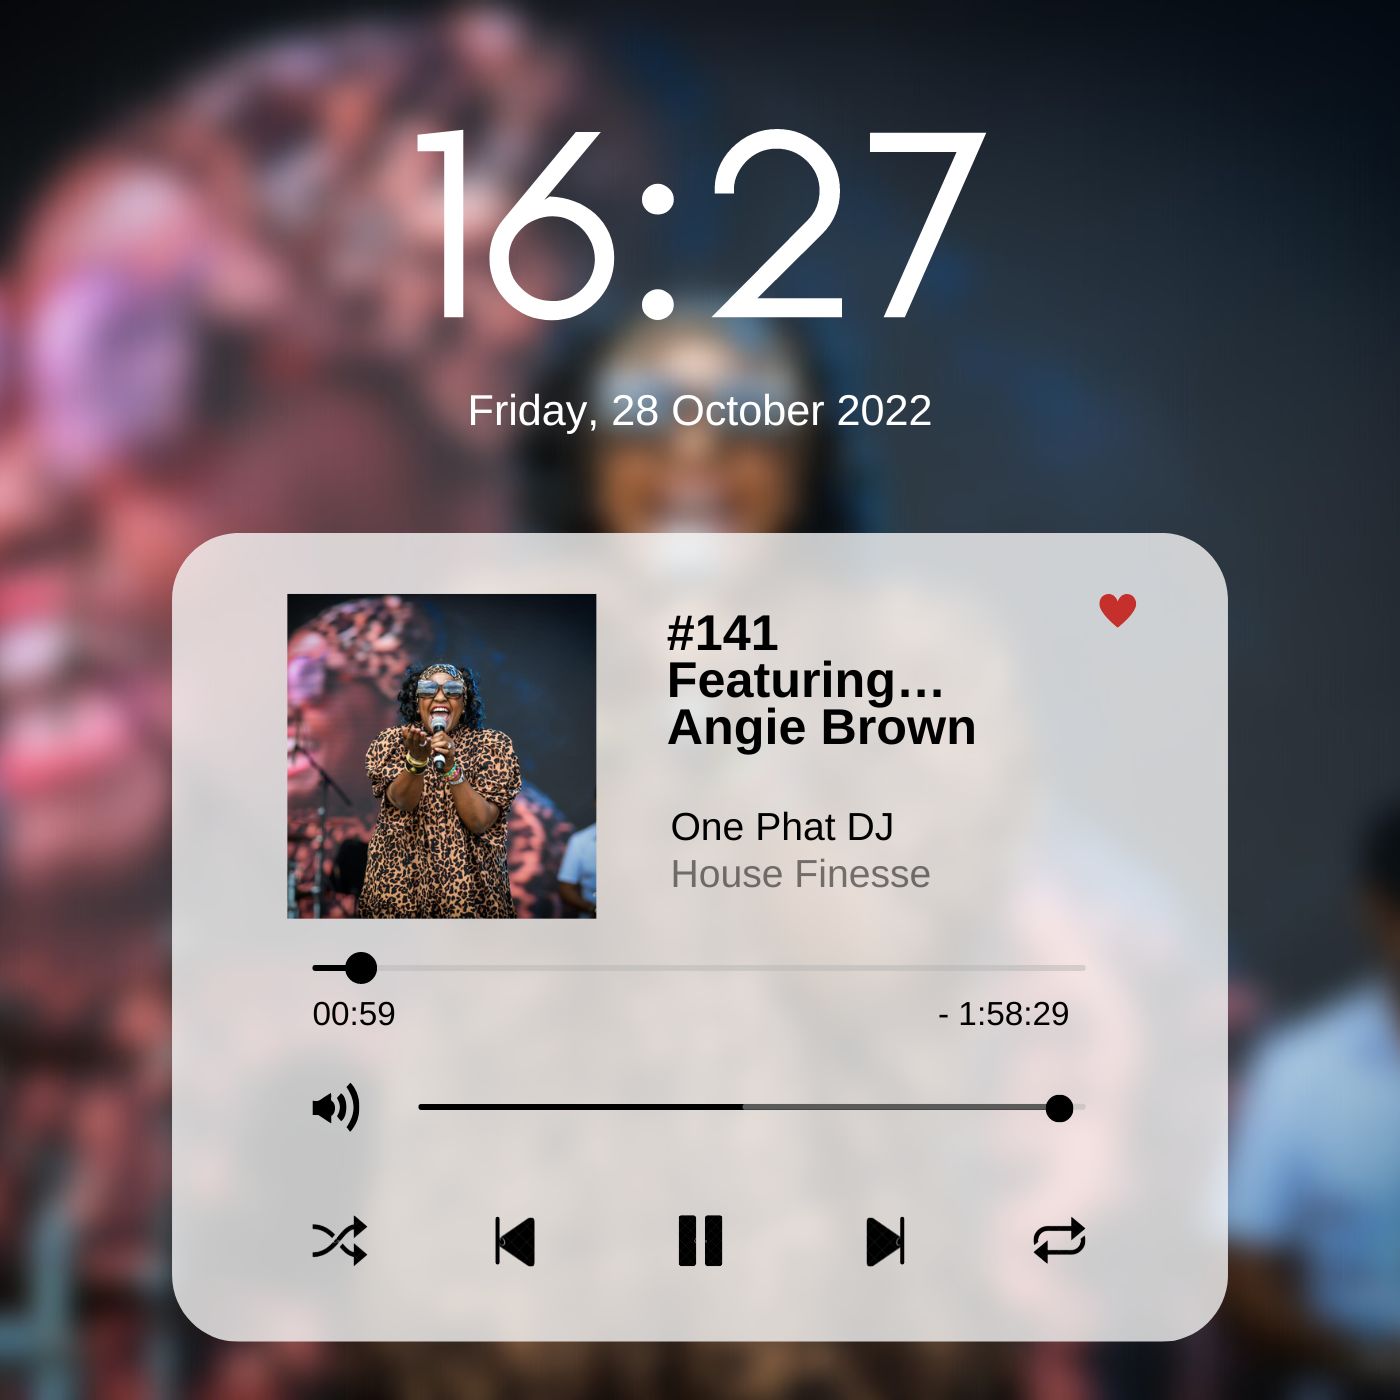 16:27
Friday, 28 October 2022
#141
Featuring...
Angie Brown
One Phat DJ
House Finesse
00:59
- 1:58:29